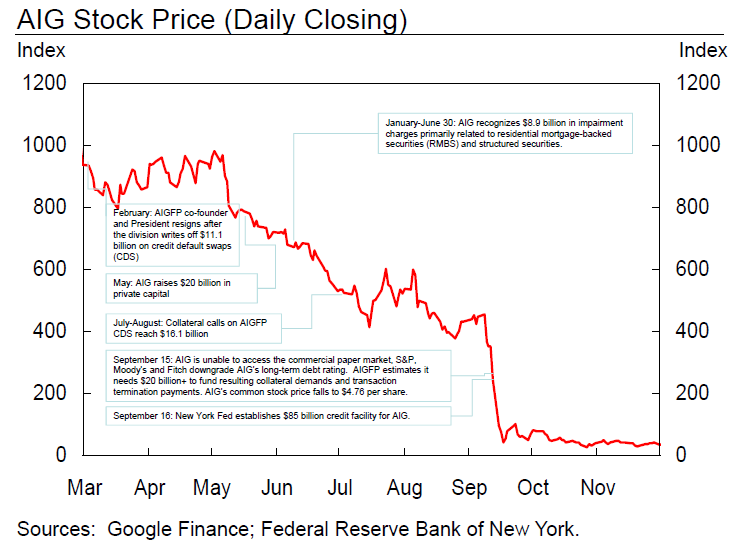 AIG Stock Price (Daily Closing)
Index Index
1200 1200
January-June 30: AIG recognizes $8.9 billion in impairment
charges primarily related to residential mortgage-backed
securities (RMBS) and structured securities.
1000 1000
800 800
February: AIGFP co-founder
and President resigns after
the division writes off $11.1
billion on credit default swaps
(CDS)
600 600
May: AIG raises $20 billion in
private capital
July-August: Collateral calls on AIGFP
CDS reach $16.1 billion
400 400
September 15: AIG is unable to access the commercial paper market, S&P,
Moody's and Fitch downgrade AIG's long-term debt rating. AIGFP estimates it
needs $20 billion+ to fund resulting collateral demands and transaction
termination payments. AIG's common stock price falls to $4.76 per share.
200 200
September 16: New York Fed establishes $85 billion credit facility for AIG.
0 0
Mar Apr May Jun Jul Aug Sep Oct Nov
Sources: Google Finance; Federal Reserve Bank of New York.